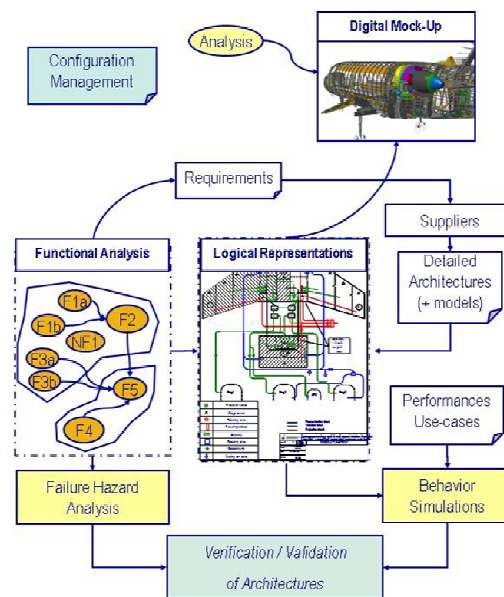 Digital Mock-Up
Analysis
Configuration
Management
Requirements
Suppliers
Functional Analysis
Logical Representations
Detailed
Architectures
(+ models)
F1a
F2
F1b
NF1
F3a
F3b
F5
F4
Performances
Use-cases
Failure Hazard
Analysis
Behavior
Simulations
Verification / Validation
of Architectures